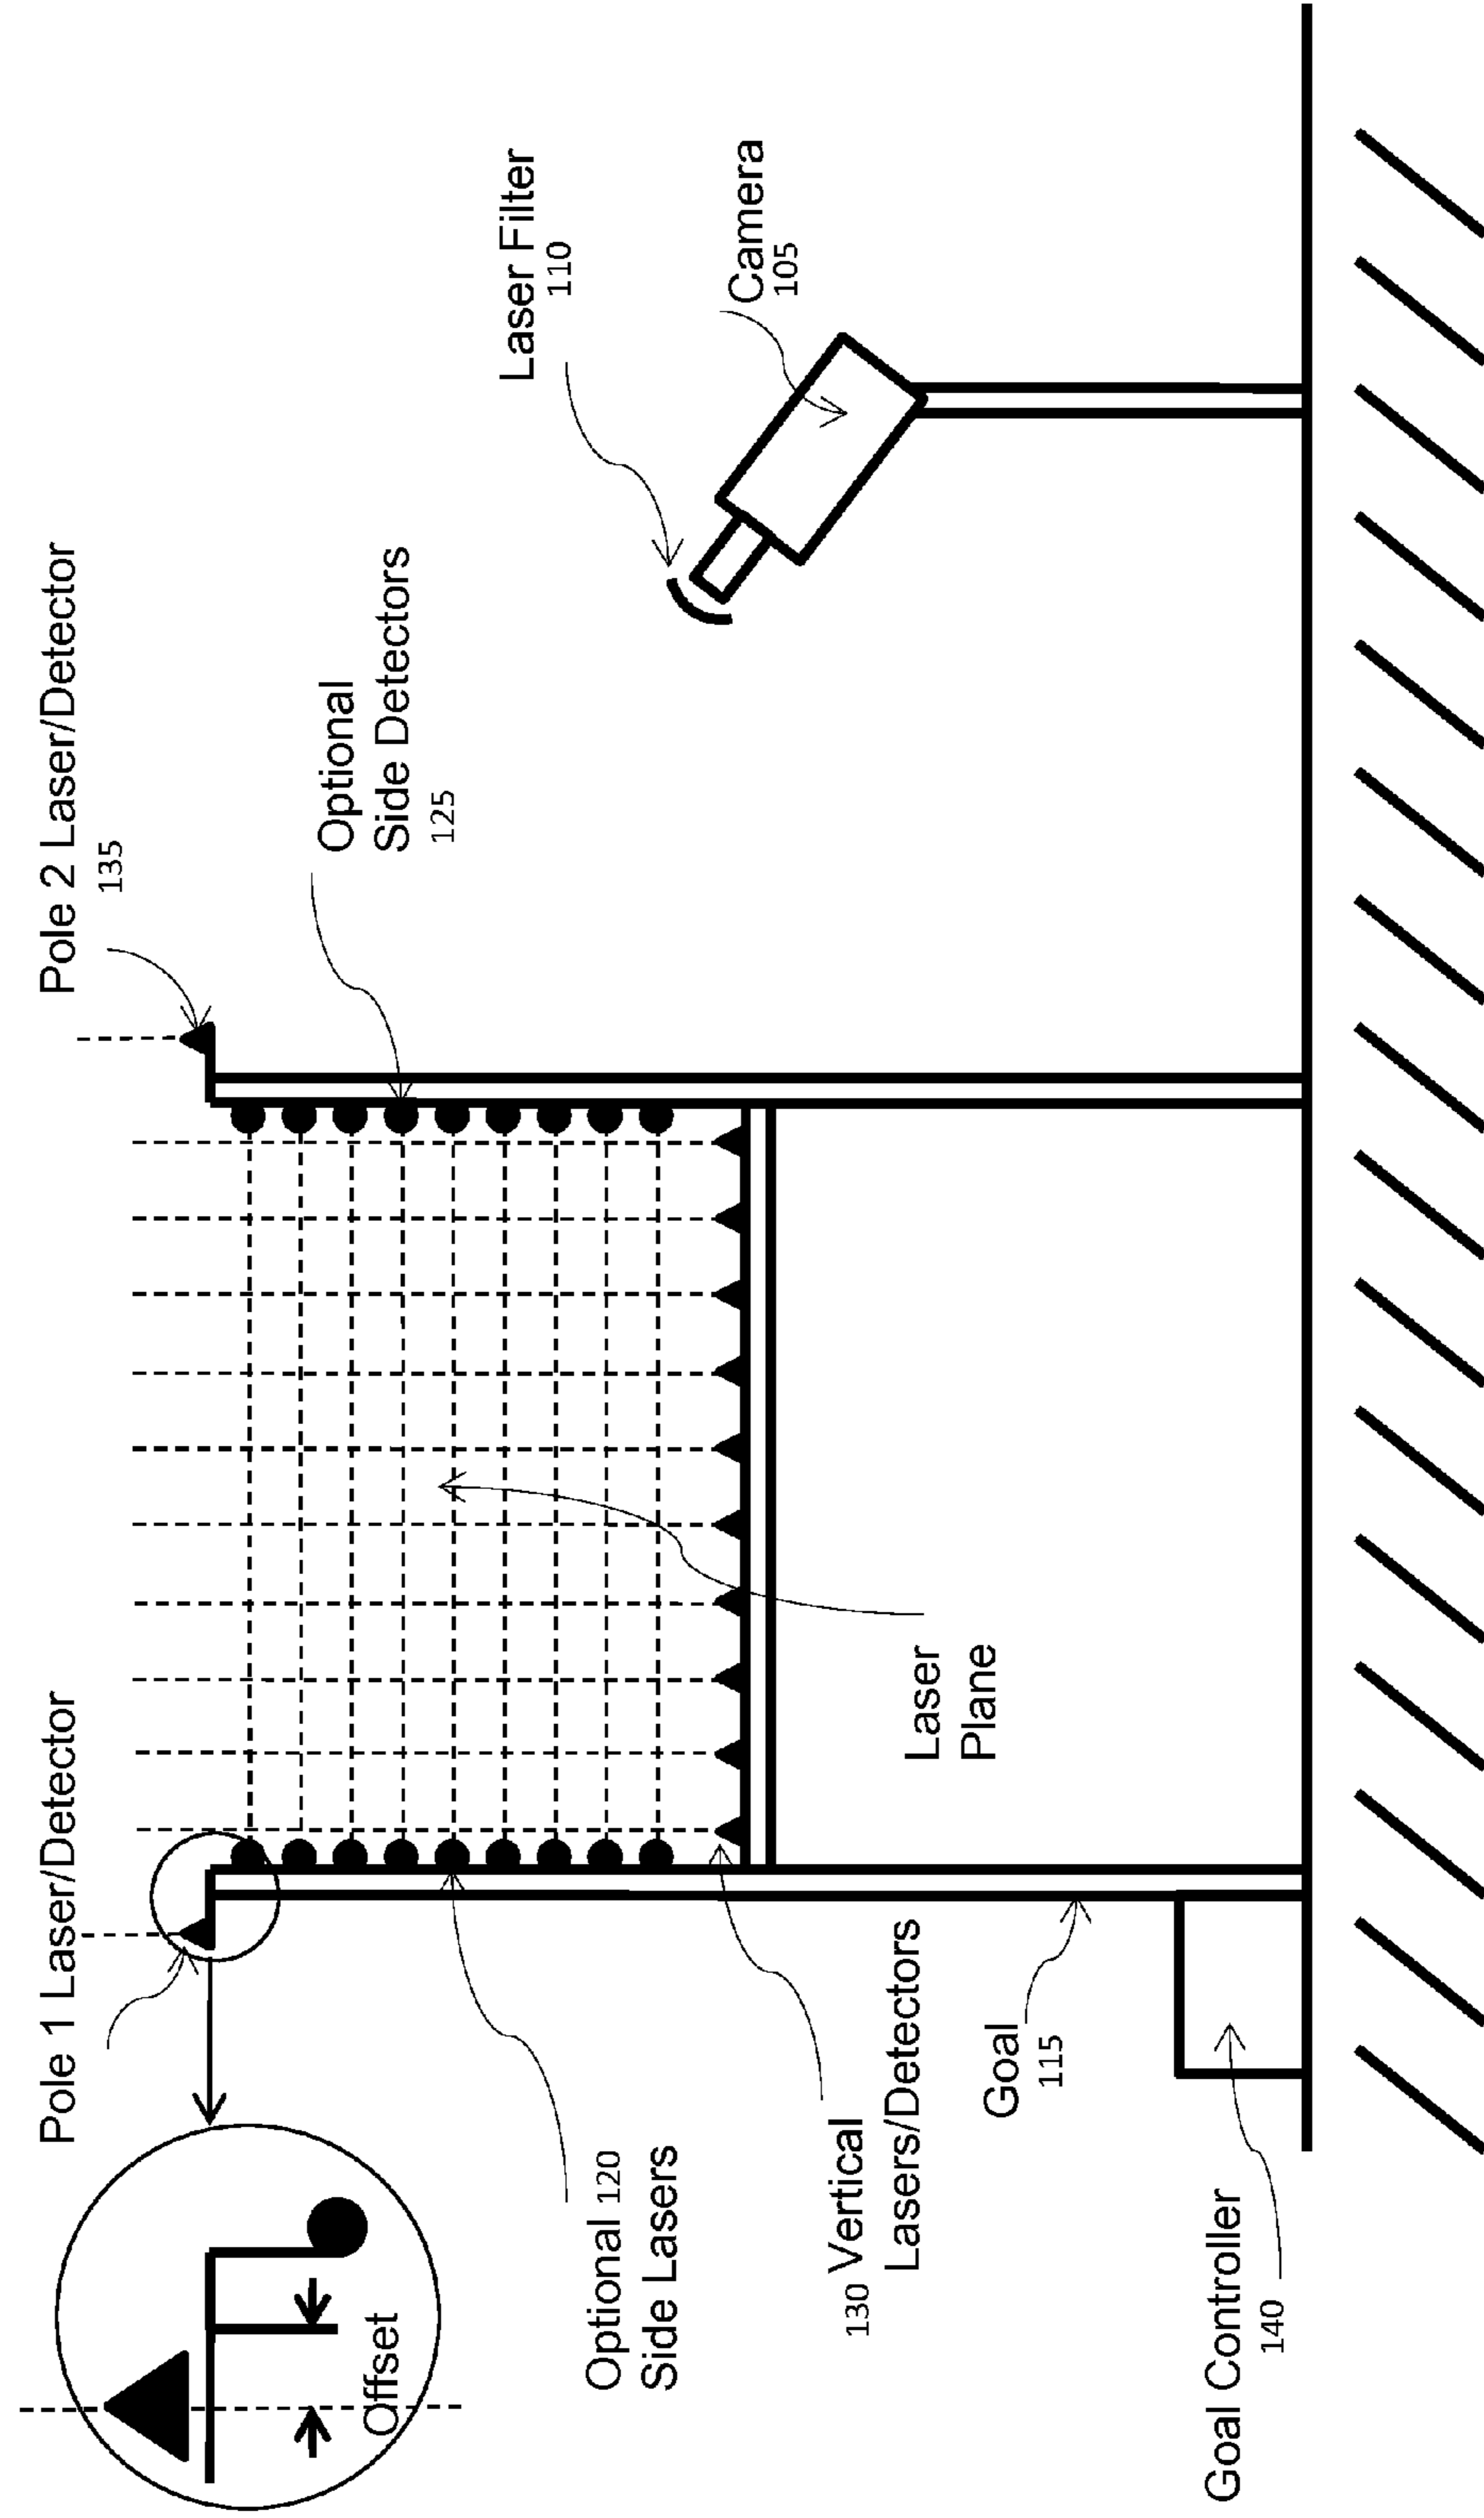 Pole 1 Laser/Detector
Pole 2 Laser/Detector
135
Offset
Optional
Side Detectors
125
Optional 120
Side Lasers
Laser Filter
110
130 Vertical
Lasers/Detectors
Laser
Plane
Camera
105
Goal
115
Goal Controller
140